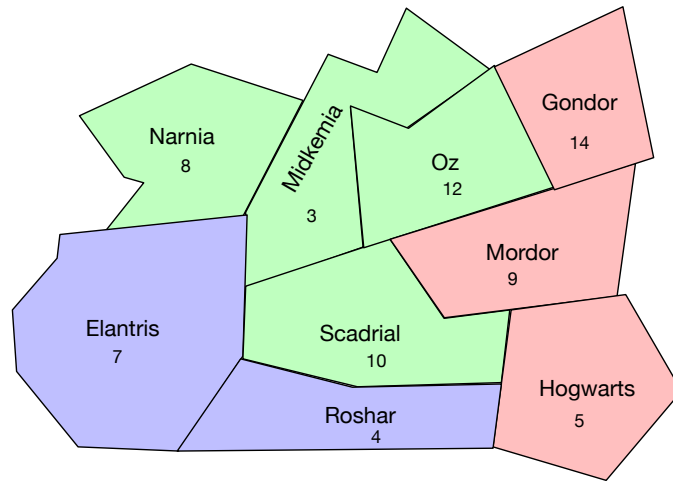 Gondor
14
Narnia
8
Midkemia
3
Oz
12
Mordor
9
Elantris
7
Scadrial
10
Hogwarts
5
Roshar
4